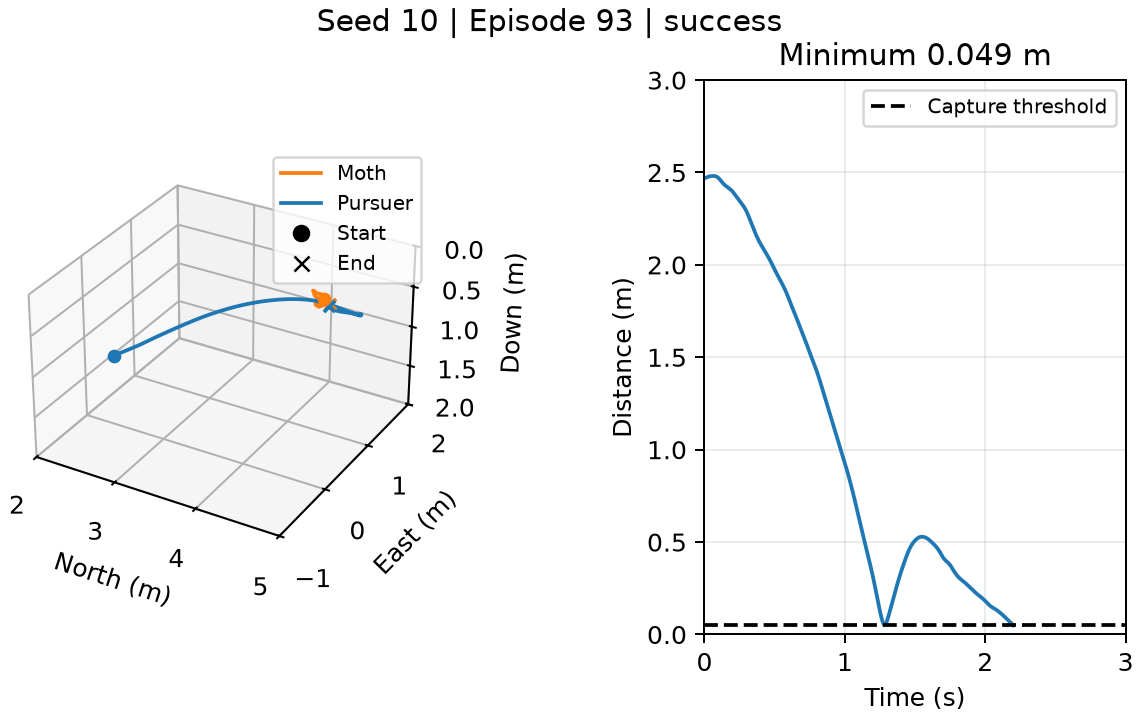 Seed 10 | Episode 93 | success
Moth
Pursuer
Start
End
0.0
0.5
1.0
1.5
2.0
Down (m)
2
1
0
−1
East (m)
2
3
4
5
North (m)
Minimum 0.049 m
Capture threshold
3.0
2.5
2.0
1.5
1.0
0.5
0.0
Distance (m)
0
1
2
3
Time (s)